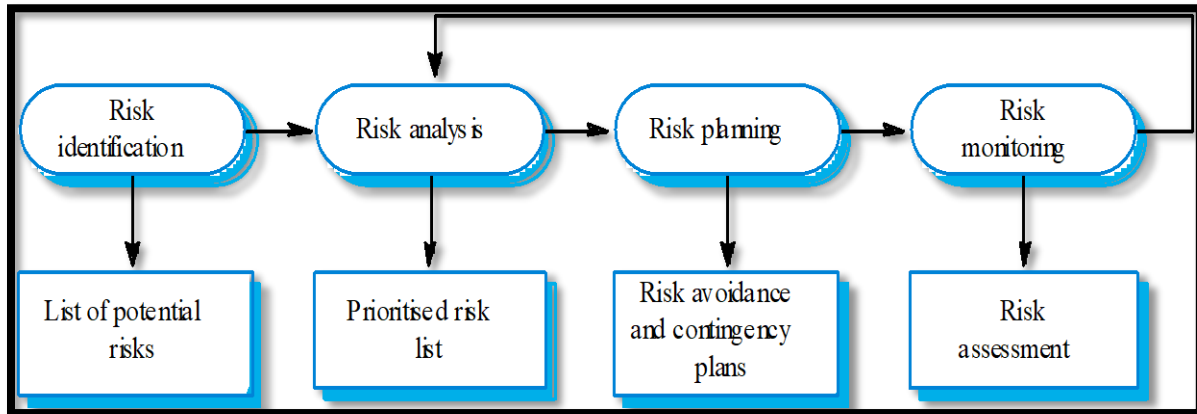 Risk
identification
Risk analysis
Risk planning
Risk
monitoring
List of potential
risks
Prioritised risk
list
Risk avoidance
and contingency
plans
Risk
assessment